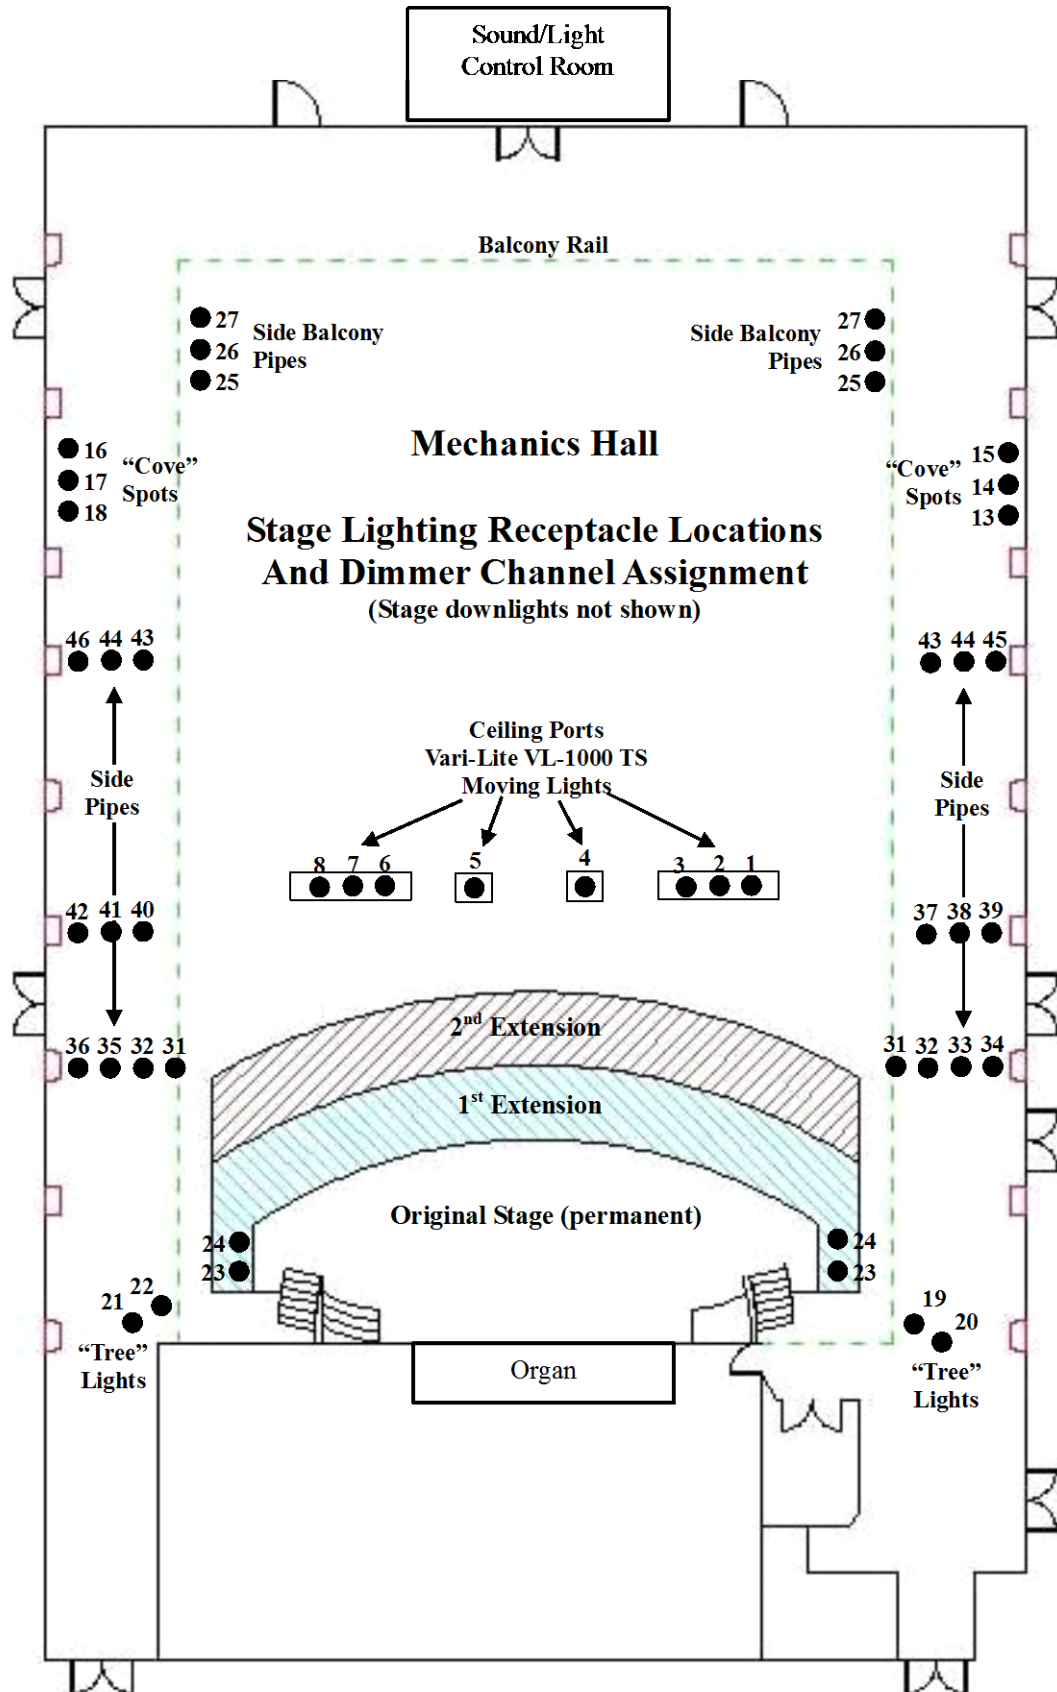 Sound/Light
Control Room
Balcony Rail
27
Side Balcony
26
Pipes
25
27
Side Balcony
26
Pipes
25
Mechanics Hall
16
"Cove"
17
Spots
18
15
"Cove"
14
Spots
13
Stage Lighting Receptacle Locations
And Dimmer Channel Assignment
(Stage downlights not shown)
46 44 43
43 44 45
Ceiling Ports
Vari-Lite VL-1000 TS
Moving Lights
Side
Pipes
Side
Pipes
8 7 6
5
4
3 2 1
42 41 40
37 38 39
2nd Extension
36 35 32 31
31 32 33 34
1st Extension
Original Stage (permanent)
24
23
24
23
22
21
"Tree"
Lights
19
20
"Tree"
Lights
Organ